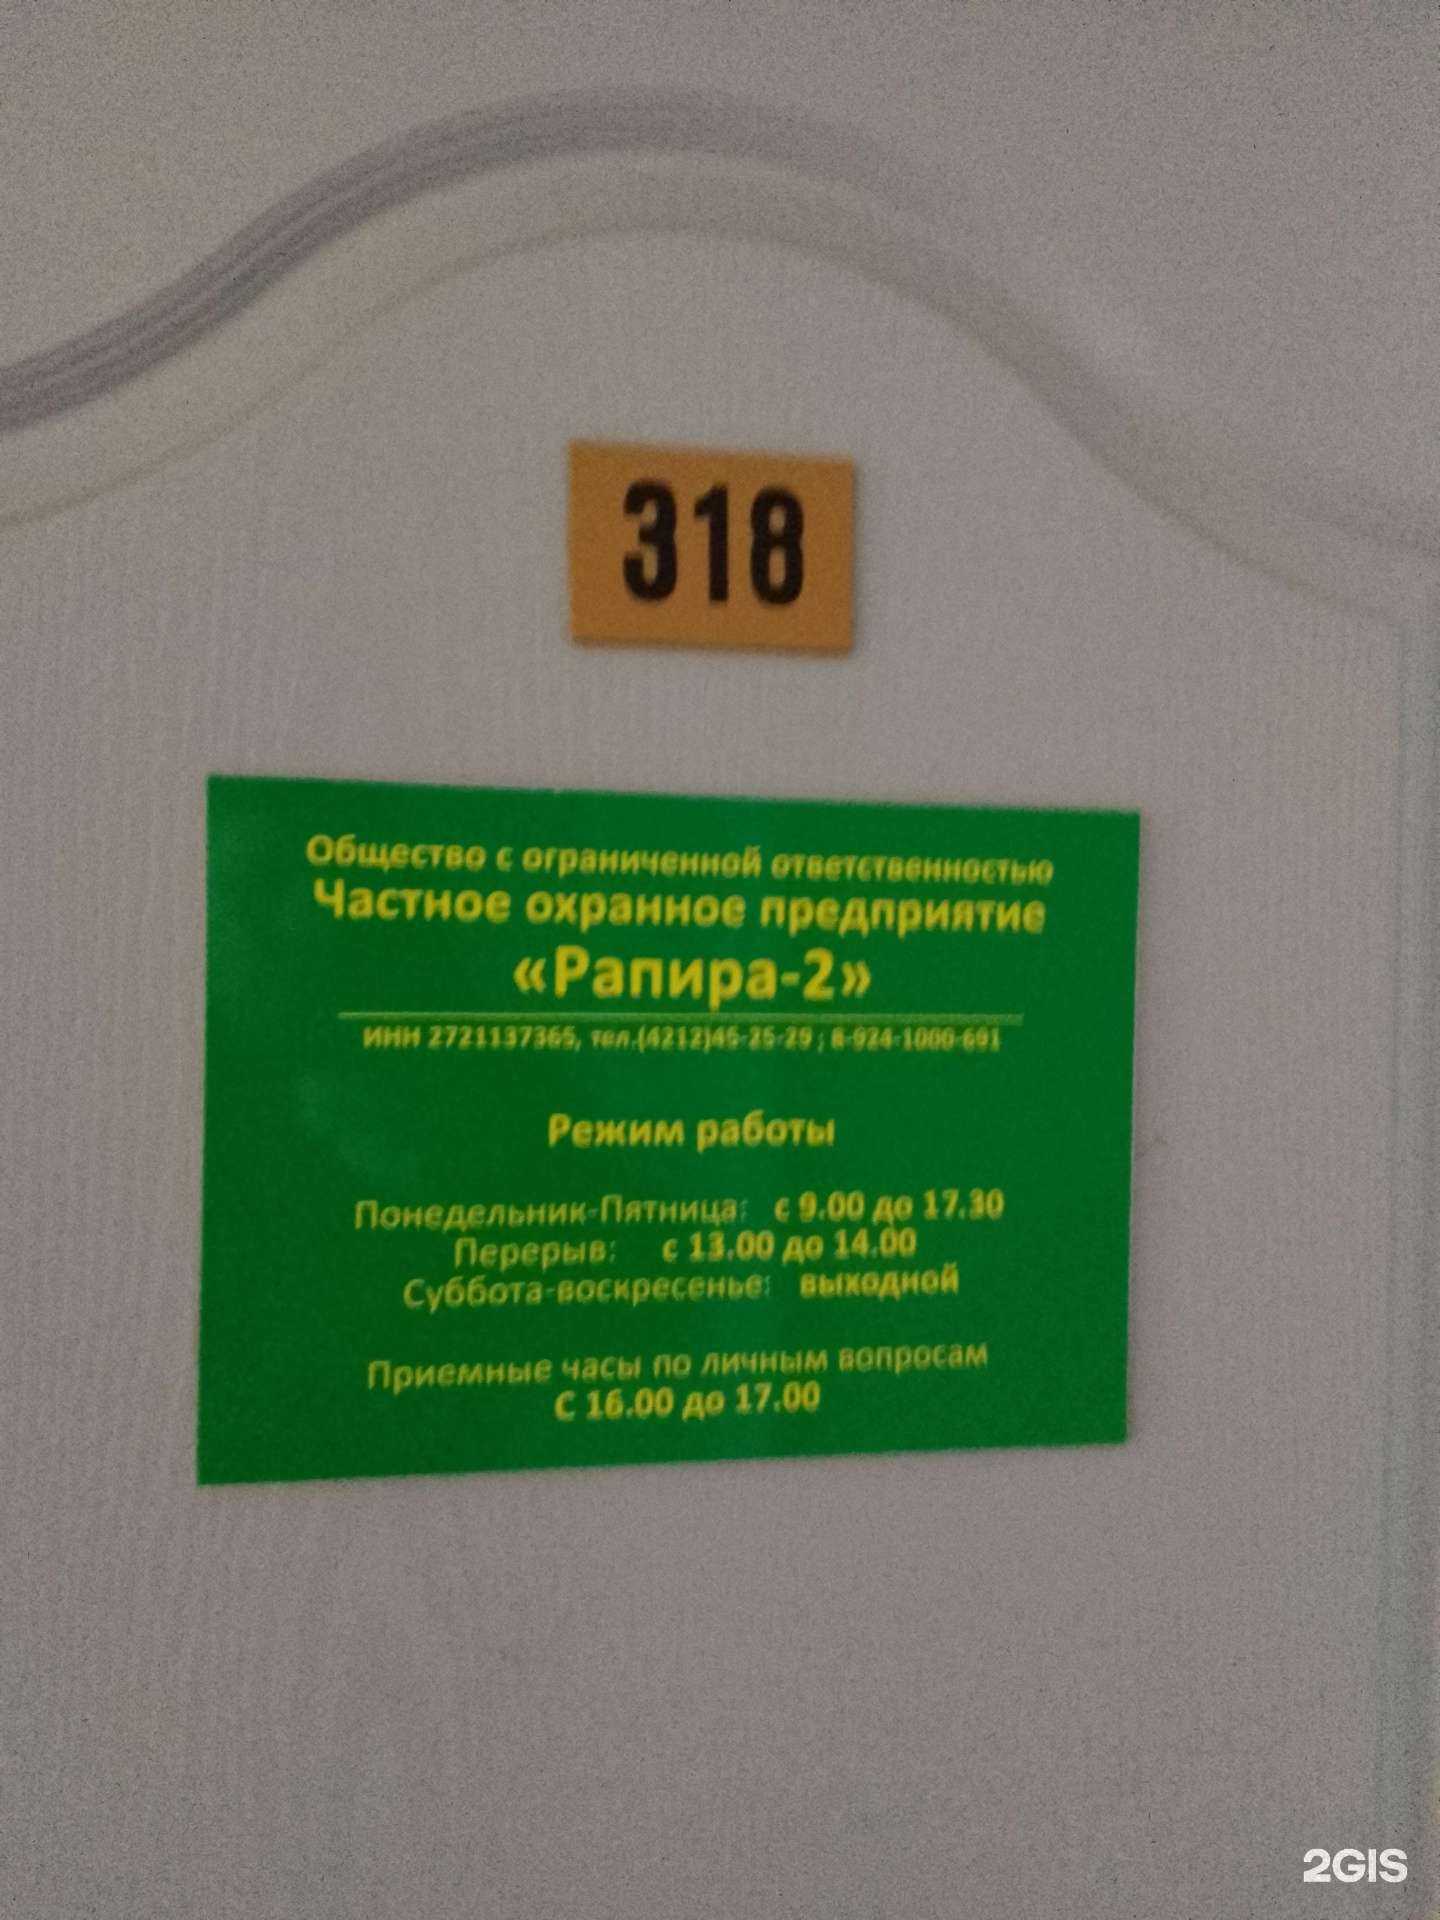 318
Общество с ограниченной ответственностью
Частное охранное предприятие
«Рапира-2»
ИНН 2721137365, тел.(4212)45-25-29 ; 8-924-1000-691
Режим работы
Понедельник-Пятница: с 9.00 до 17.30
Перерыв: с 13.00 до 14.00
Суббота-воскресенье: выходной
Приемные часы по личным вопросам
С 16.00 до 17.00
2GIS